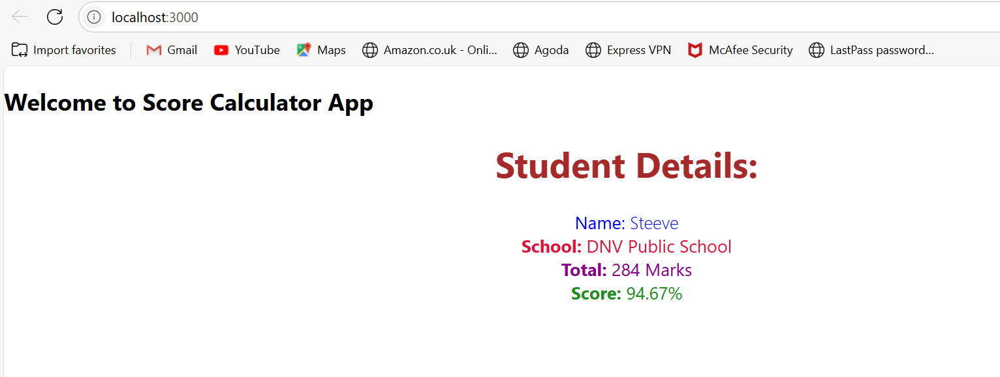 localhost:3000
Import favorites Gmail YouTube Maps Amazon.co.uk - Onli... Agoda Express VPN McAfee Security LastPass password...
Welcome to Score Calculator App
Student Details:
Name: Steeve
School: DNV Public School
Total: 284 Marks
Score: 94.67%